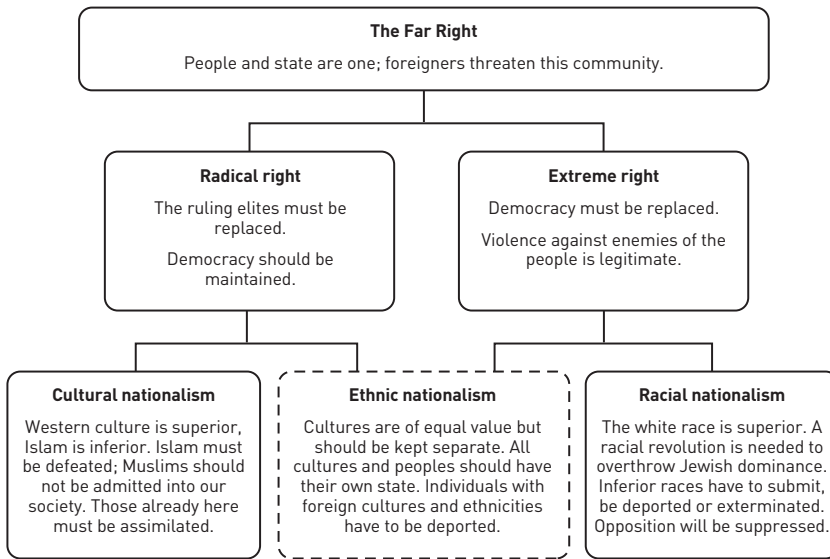 The Far Right
People and state are one; foreigners threaten this community.
Radical right
The ruling elites must be
replaced.
Democracy should be
maintained.
Extreme right
Democracy must be replaced.
Violence against enemies of the
people is legitimate.
Cultural nationalism
Western culture is superior,
Islam is inferior. Islam must
be defeated; Muslims should
not be admitted into our
society. Those already here
must be assimilated.
Ethnic nationalism
Cultures are of equal value but
should be kept separate. All
cultures and peoples should have
their own state. Individuals with
foreign cultures and ethnicities
have to be deported.
Racial nationalism
The white race is superior. A
racial revolution is needed to
overthrow Jewish dominance.
Inferior races have to submit,
be deported or exterminated.
Opposition will be suppressed.